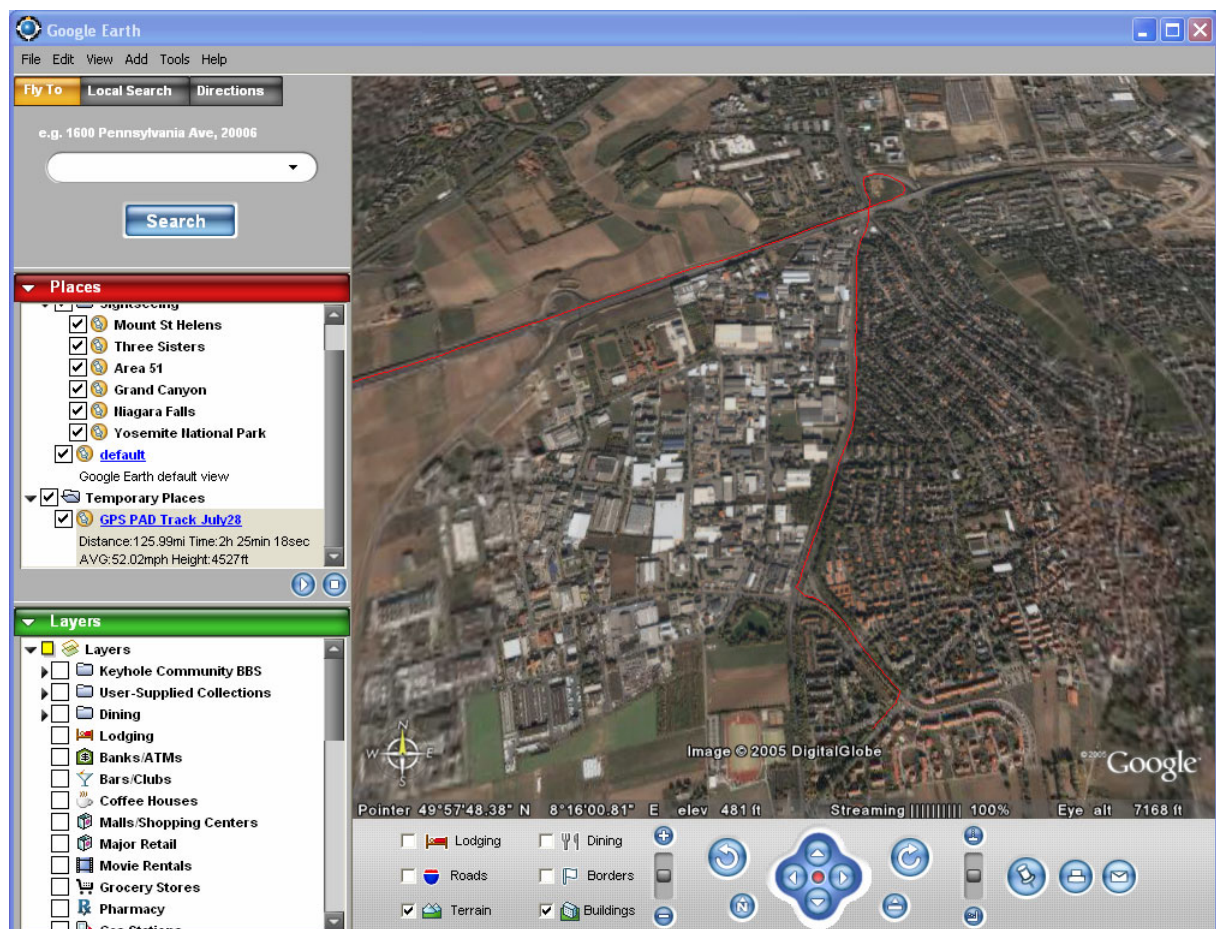 Google Earth
File Edit View Add Tools Help
Fly To Local Search Directions
e.g. 1600 Pennsylvania Ave, 20006
Search
Places
Sightseeing
Mount St Helens
Three Sisters
Area 51
Grand Canyon
Niagara Falls
Yosemite National Park
default
Google Earth default view
Temporary Places
GPS PAD Track July28
Distance:125.99mi Time:2h 25min 18sec
AVG:52.02mph Height:4527ft
Layers
Layers
Keyhole Community BBS
User-Supplied Collections
Dining
Lodging
Banks/ATMs
Bars/Clubs
Coffee Houses
Malls/Shopping Centers
Major Retail
Movie Rentals
Grocery Stores
Pharmacy
Gas Stations
N
W E
S
Image © 2005 DigitalGlobe
© 2005 Google
Pointer 49°57'48.38" N 8°16'00.81" E elev 481 ft Streaming |||||||||| 100% Eye alt 7168 ft
Lodging Dining
Roads Borders
Terrain Buildings
N